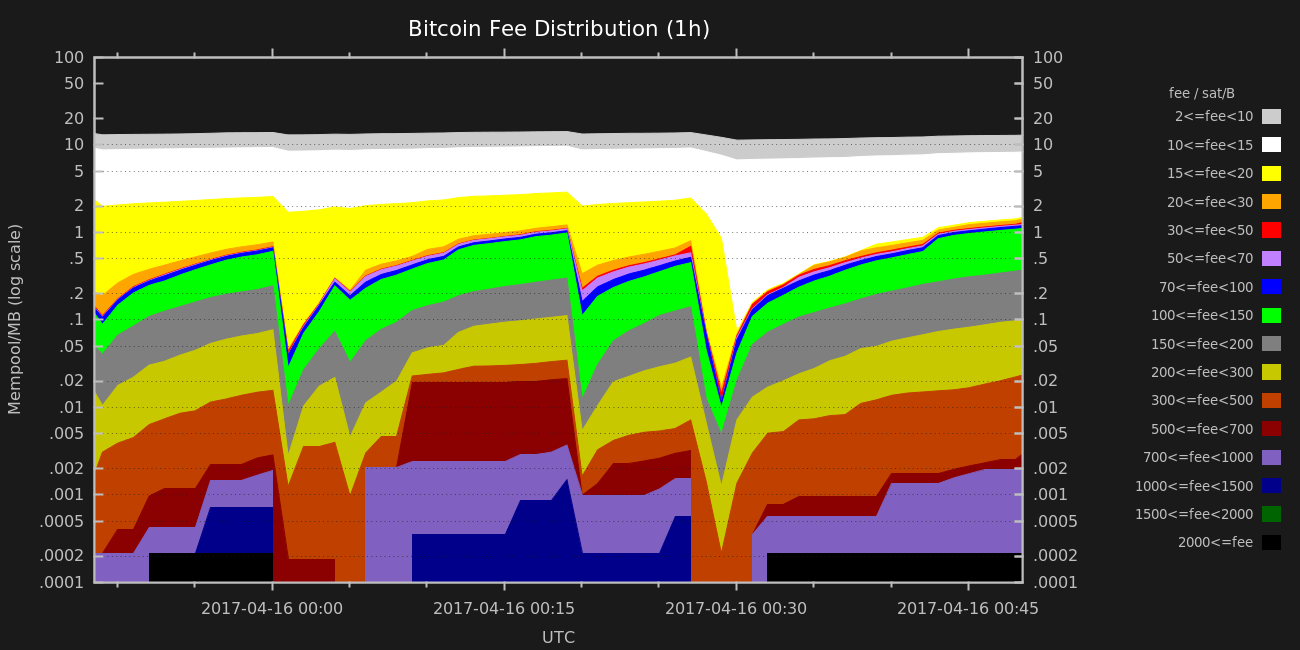 Bitcoin Fee Distribution (1h)
Mempool/MB (log scale)
100
50
20
10
5
2
1
.5
.2
.1
.05
.02
.01
.005
.002
.001
.0005
.0002
.0001
100
50
20
10
5
2
1
.5
.2
.1
.05
.02
.01
.005
.002
.001
.0005
.0002
.0001
fee / sat/B
2<=fee<10
10<=fee<15
15<=fee<20
20<=fee<30
30<=fee<50
50<=fee<70
70<=fee<100
100<=fee<150
150<=fee<200
200<=fee<300
300<=fee<500
500<=fee<700
700<=fee<1000
1000<=fee<1500
1500<=fee<2000
2000<=fee
2017-04-16 00:00 2017-04-16 00:15 2017-04-16 00:30 2017-04-16 00:45
UTC